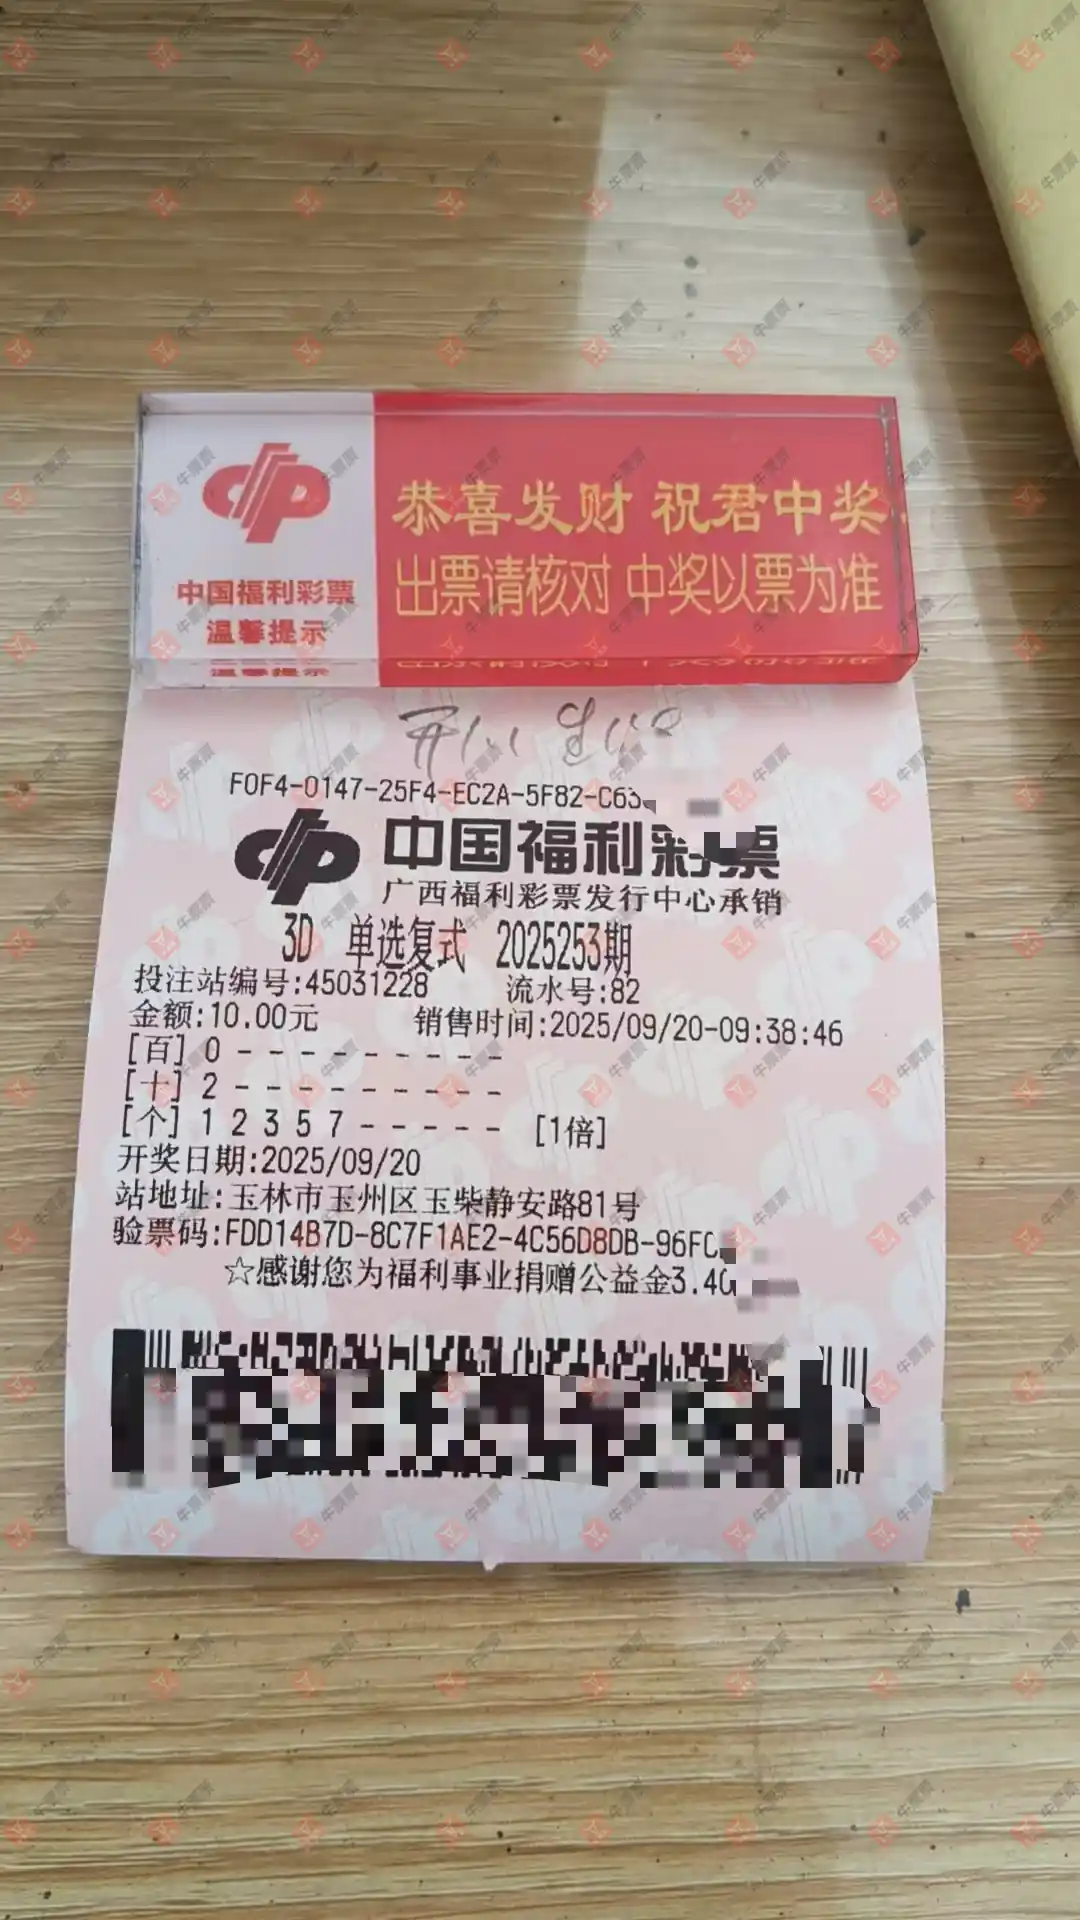 中国福利彩票
温馨提示
恭喜发财 祝君中奖
出票请核对 中奖以票为准
F0F4-0147-25F4-EC2A-5F82-C63
中国福利彩票
广西福利彩票发行中心承销
3D 单选复式 2025253期
投注站编号:45031228 流水号:82
金额:10.00元 销售时间:2025/09/20-09:38:46
[百] 0 - - - - - - - - -
[十] 2 - - - - - - - - -
[个] 1 2 3 5 7 - - - - - [1倍]
开奖日期:2025/09/20
站地址:玉林市玉州区玉柴静安路81号
验票码:FDD14B7D-8C7F1AE2-4C56D8DB-96FC
☆感谢您为福利事业捐赠公益金3.40
牛票票